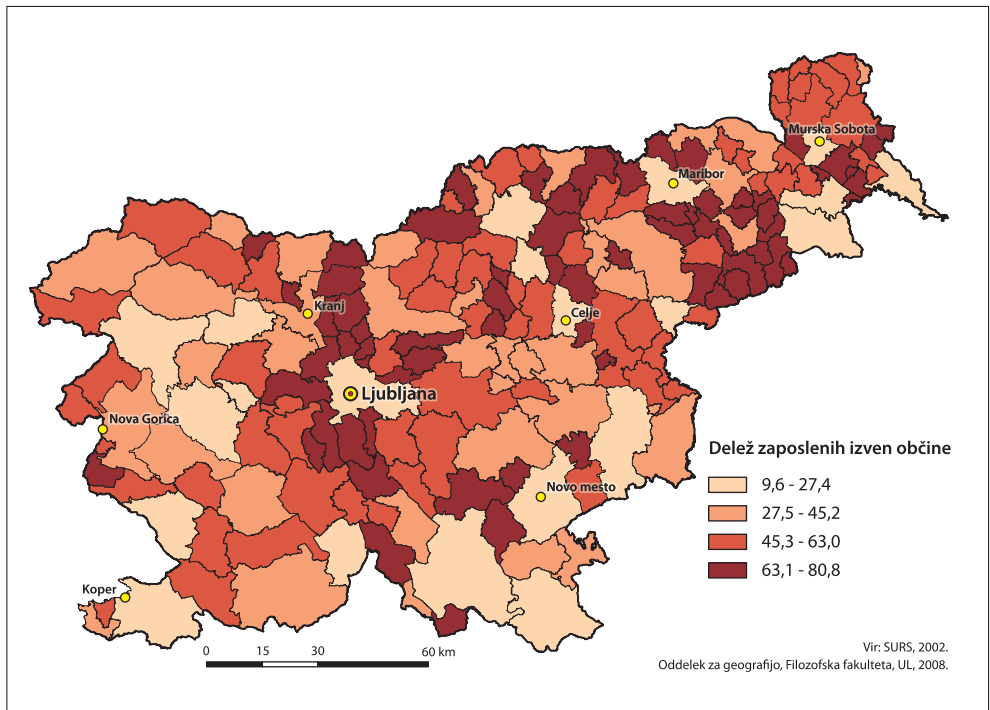 Murska Sobota
Maribor
Kranj
Celje
Ljubljana
Nova Gorica
Novo mesto
Koper
Delež zaposlenih izven občine
9,6 - 27,4
27,5 - 45,2
45,3 - 63,0
63,1 - 80,8
0 15 30 60 km
Vir: SURS, 2002.
Oddelek za geografijo, Filozofska fakulteta, UL, 2008.